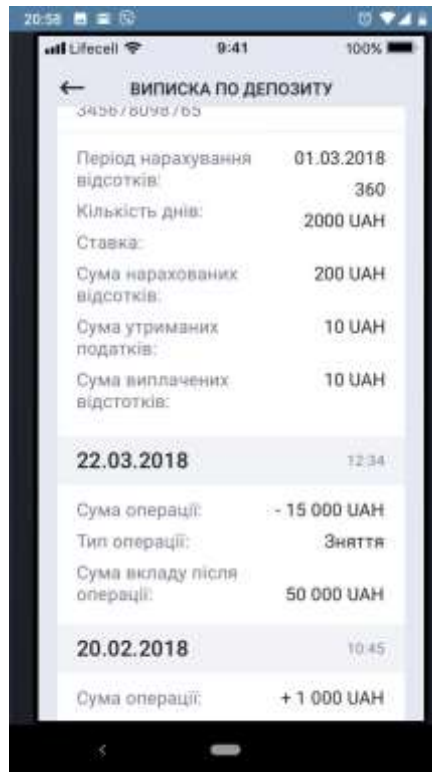 20:58
Lifecell 9:41 100%
← ВИПИСКА ПО ДЕПОЗИТУ
345678098765
Період нарахування 01.03.2018
відсотків:
360
Кількість днів:
2000 UAH
Ставка:
Сума нарахованих 200 UAH
відсотків:
Сума утриманих 10 UAH
податків:
Сума виплачених 10 UAH
відстотків:
22.03.2018 12:34
Сума операції: - 15 000 UAH
Тип операції: Зняття
Сума вкладу після
операції: 50 000 UAH
20.02.2018 10:45
Сума операції: + 1 000 UAH